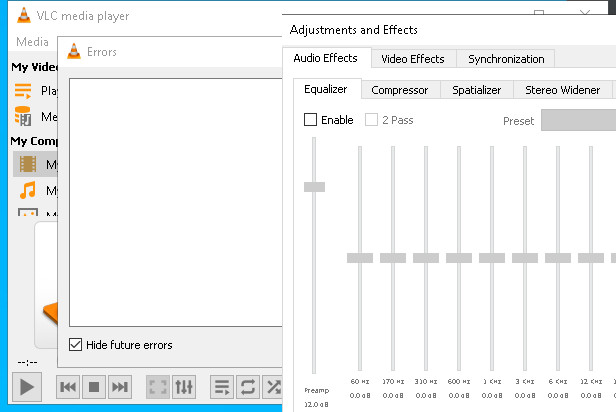 VLC media player
Media
Errors
Adjustments and Effects
Audio Effects
Video Effects
Synchronization
My Video
Play
Me
My Comp
My
My
Equalizer
Compressor
Spatializer
Stereo Widener
Enable
2 Pass
Preset
Hide future errors
--:--
Preamp
12.0 dB
60 Hz
170 Hz
310 Hz
600 Hz
1 KHz
3 KHz
6 KHz
12 KHz
0.0 dB
0.0 dB
0.0 dB
0.0 dB
0.0 dB
0.0 dB
0.0 dB
0.0 dB